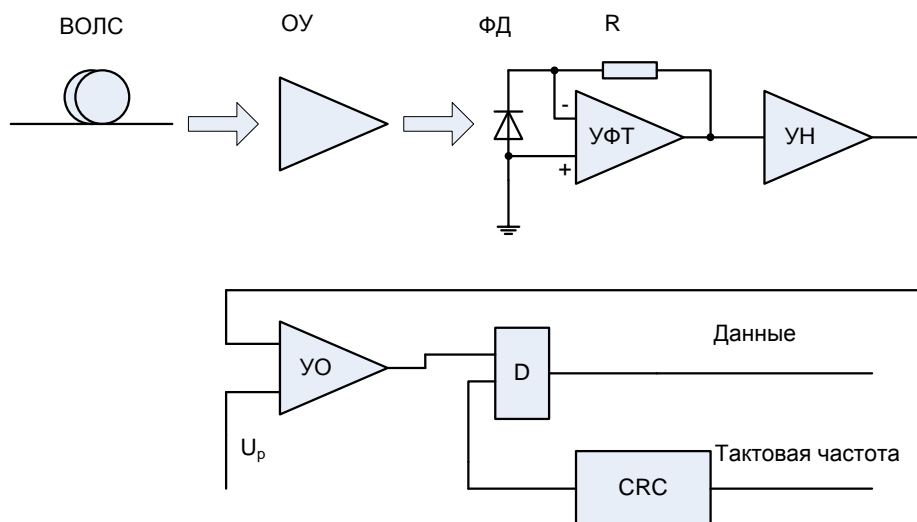 ВОЛС
ОУ
ФД
R
-
+
УФТ
УН
УО
Uр
D
Данные
CRC
Тактовая частота